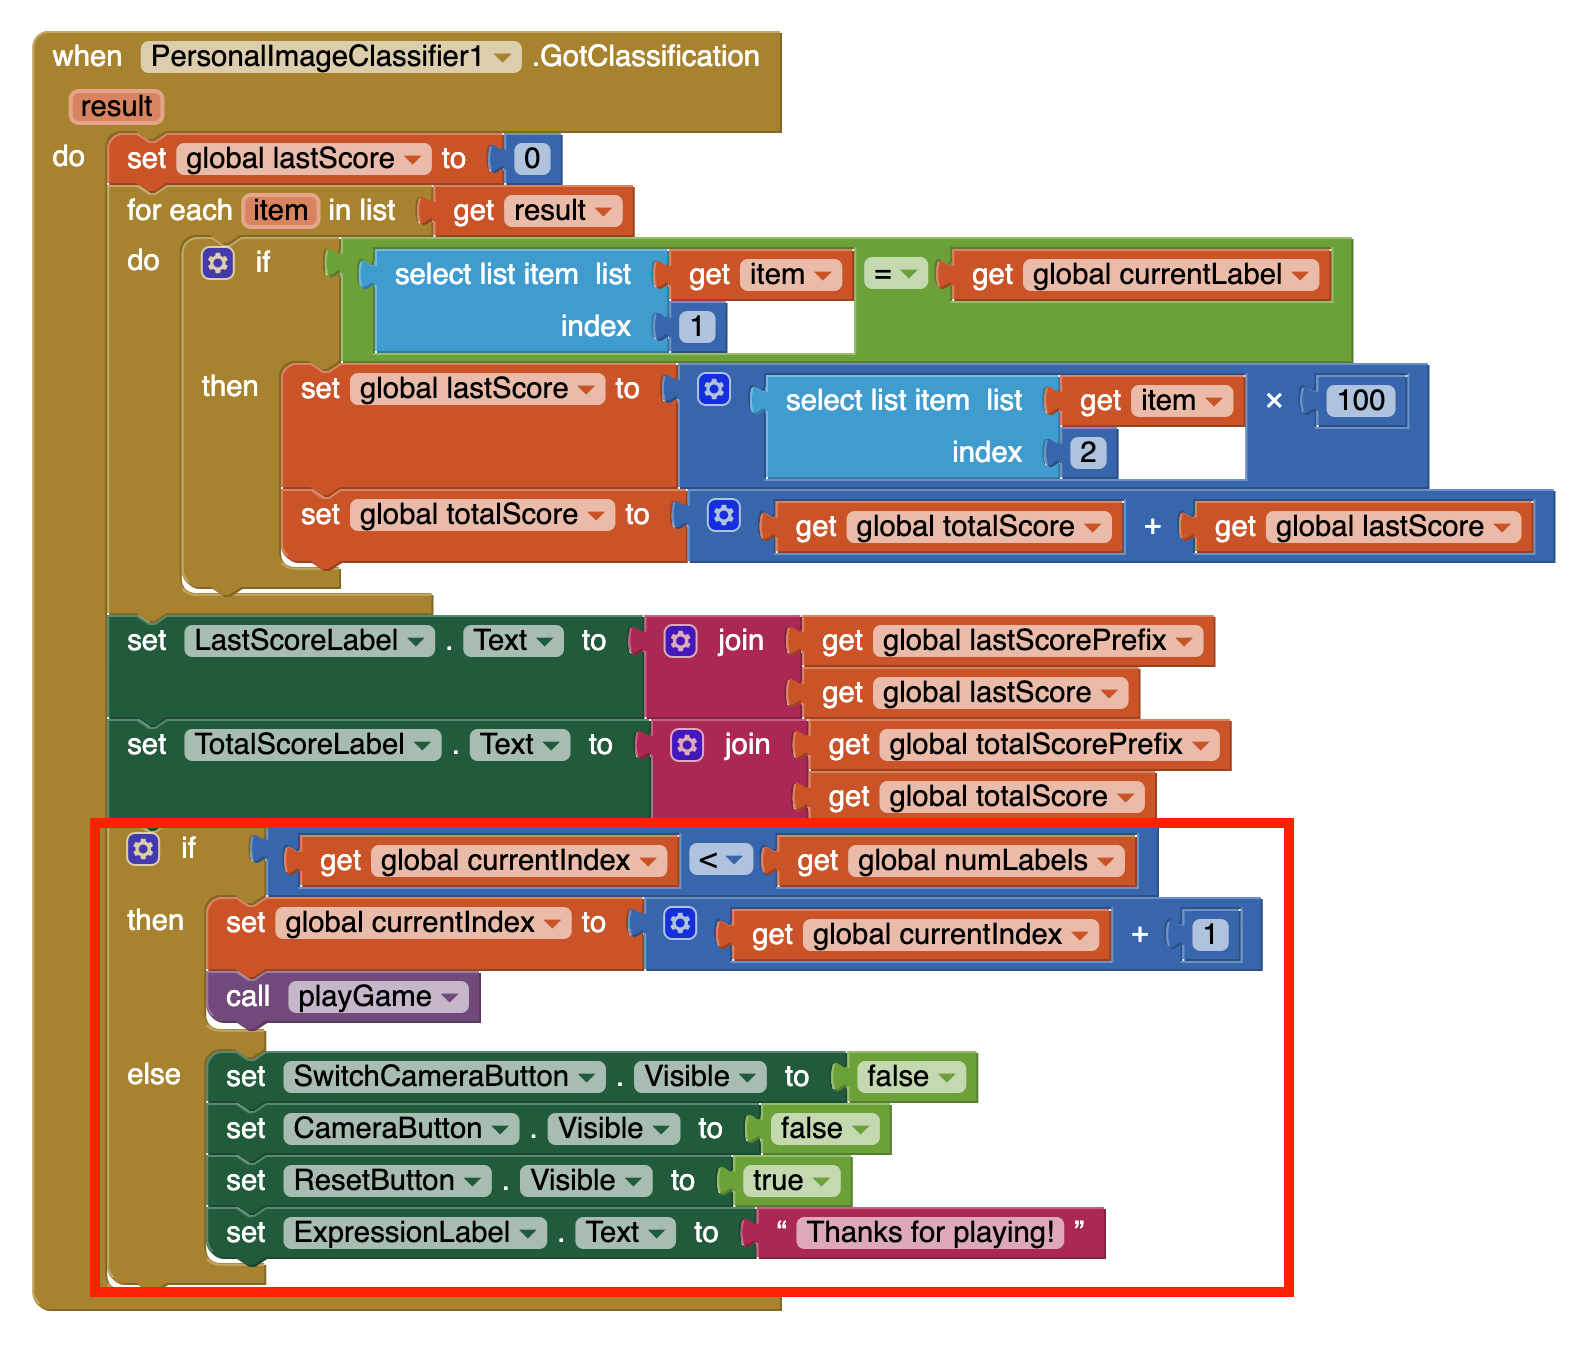 when PersonalImageClassifier1 .GotClassification
result
do set global lastScore to 0
for each item in list get result
do if select list item list get item = get global currentLabel
index 1
then set global lastScore to select list item list get item × 100
index 2
set global totalScore to get global totalScore + get global lastScore
set LastScoreLabel . Text to join get global lastScorePrefix
get global lastScore
set TotalScoreLabel . Text to join get global totalScorePrefix
get global totalScore
if get global currentIndex < get global numLabels
then set global currentIndex to get global currentIndex + 1
call playGame
else set SwitchCameraButton . Visible to false
set CameraButton . Visible to false
set ResetButton . Visible to true
set ExpressionLabel . Text to “ Thanks for playing! ”